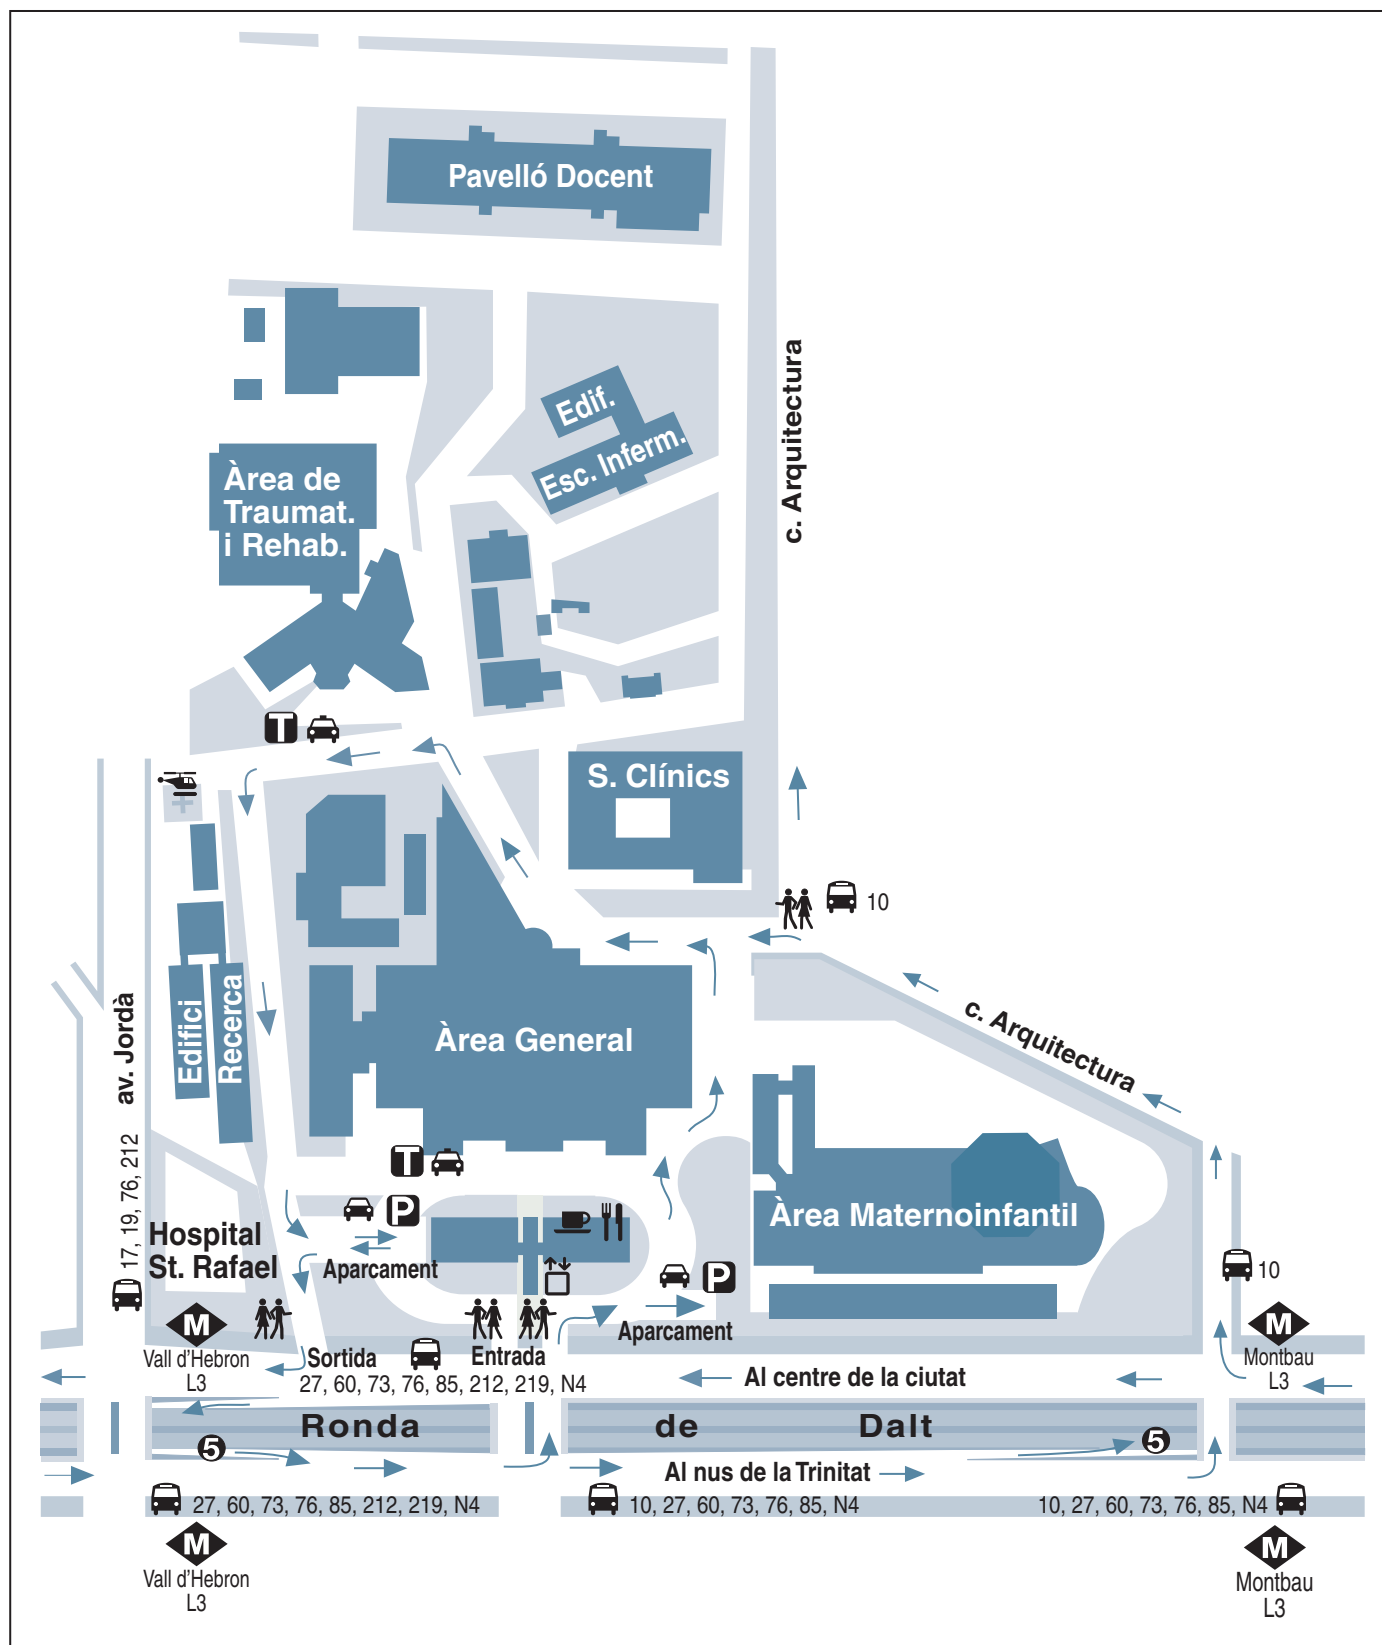 Pavelló Docent
c. Arquitectura
Edif.
Esc. Inferm.
Àrea de
Traumat.
i Rehab.
T
S. Clínics
10
c. Arquitectura
av. Jordà
17, 19, 76, 212
Edifici
Recerca
Àrea General
T
P
Aparcament
Hospital
St. Rafael
Àrea Maternoinfantil
P
Aparcament
10
M
Vall d'Hebron
L3
Sortida
Entrada
27, 60, 73, 76, 85, 212, 219, N4
Al centre de la ciutat
M
Montbau
L3
Ronda de Dalt
5
5
Al nus de la Trinitat
27, 60, 73, 76, 85, 212, 219, N4
10, 27, 60, 73, 76, 85, N4
10, 27, 60, 73, 76, 85, N4
M
Vall d'Hebron
L3
M
Montbau
L3